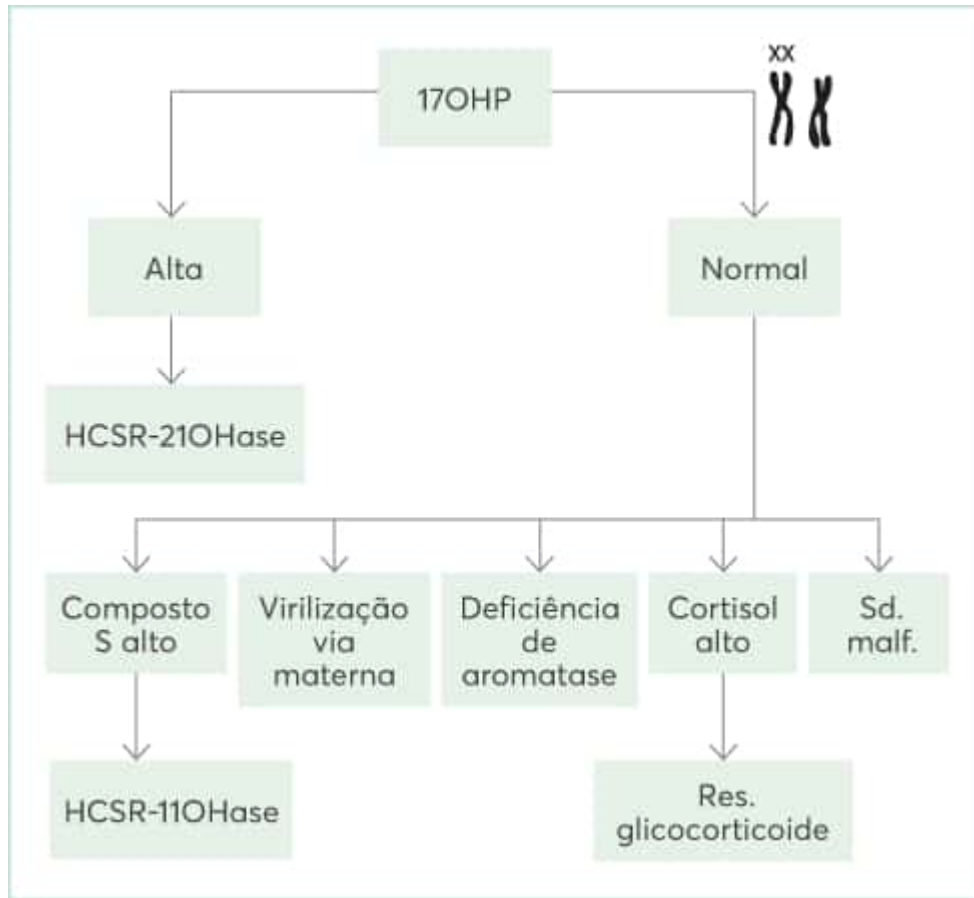 XX
17OHP
Alta
Normal
HCSR-21OHase
Composto
S alto
Virilização
via
materna
Deficiência
de
aromatase
Cortisol
alto
Sd.
malf.
HCSR-11OHase
Res.
glicocorticoide